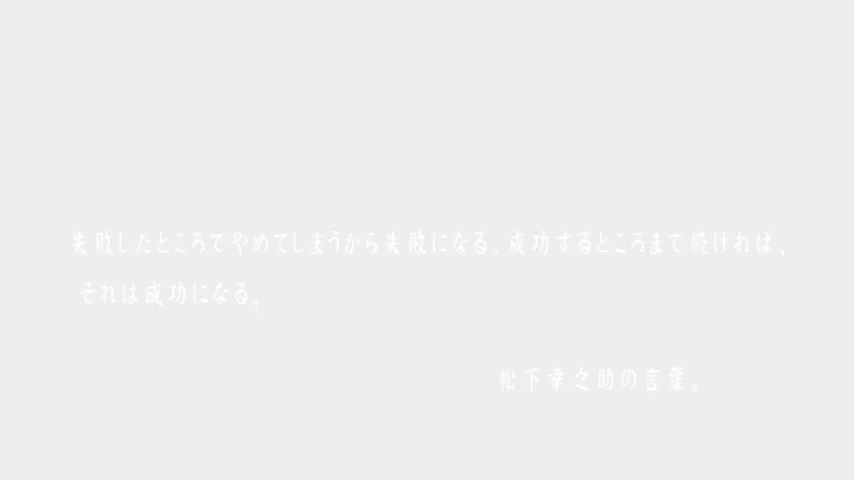 失敗したところでやめてしまうから失敗になる。成功するところまで続ければ、
それは成功になる。
松下幸之助の言葉。